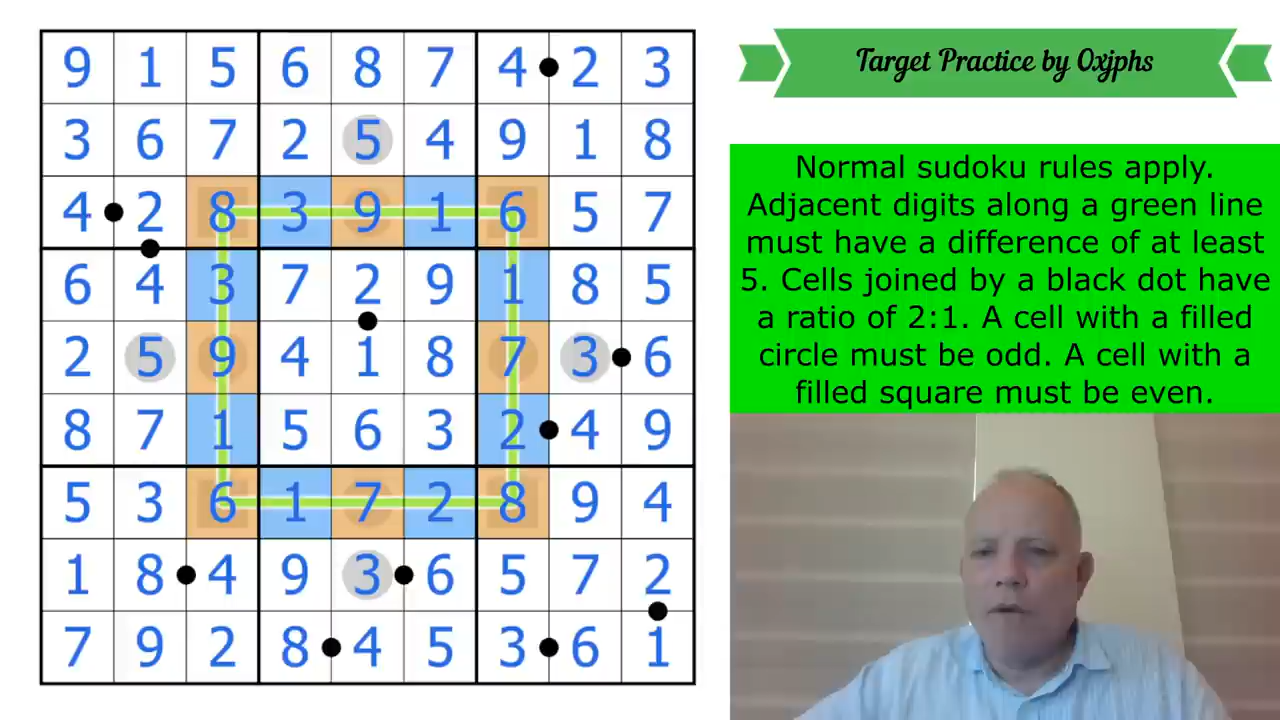 Target Practice by Oxjphs
9 1 5 6 8 7 4 2 3
3 6 7 2 5 4 9 1 8
4 2 8 3 9 1 6 5 7
6 4 3 7 2 9 1 8 5
2 5 9 4 1 8 7 3 6
8 7 1 5 6 3 2 4 9
5 3 6 1 7 2 8 9 4
1 8 4 9 3 6 5 7 2
7 9 2 8 4 5 3 6 1
Normal sudoku rules apply.
Adjacent digits along a green line
must have a difference of at least
5. Cells joined by a black dot have
a ratio of 2:1. A cell with a filled
circle must be odd. A cell with a
filled square must be even.